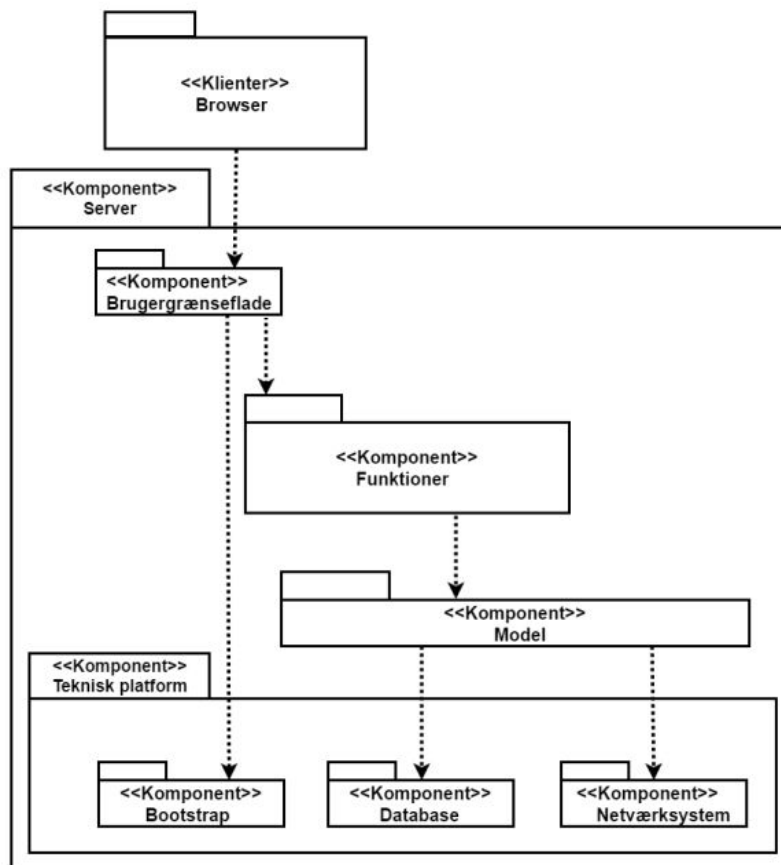 <<Klienter>>
Browser
<<Komponent>>
Server
<<Komponent>>
Brugergrænseflade
<<Komponent>>
Funktioner
<<Komponent>>
Model
<<Komponent>>
Teknisk platform
<<Komponent>>
Bootstrap
<<Komponent>>
Database
<<Komponent>>
Netværksystem